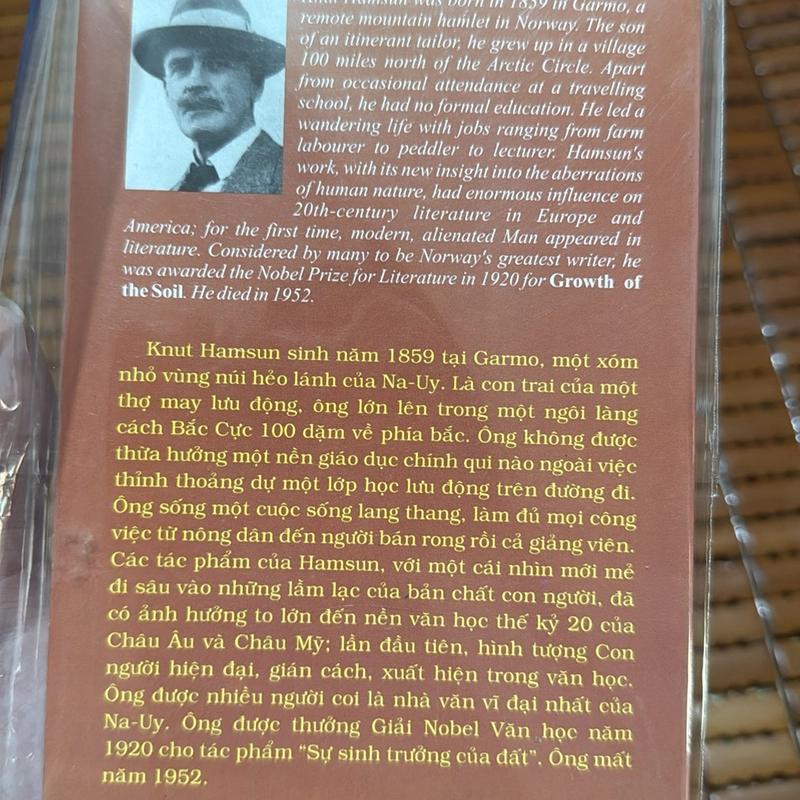 Knut Hamsun was born in 1859 in Garmo, a
remote mountain hamlet in Norway. The son
of an itinerant tailor, he grew up in a village
100 miles north of the Arctic Circle. Apart
from occasional attendance at a travelling
school, he had no formal education. He led a
wandering life with jobs ranging from farm
labourer to peddler to lecturer. Hamsun's
work, with its new insight into the aberrations
of human nature, had enormous influence on
20th-century literature in Europe and
America; for the first time, modern, alienated Man appeared in
literature. Considered by many to be Norway's greatest writer, he
was awarded the Nobel Prize for Literature in 1920 for Growth of
the Soil. He died in 1952.
Knut Hamsun sinh năm 1859 tại Garmo, một xóm
nhỏ vùng núi hẻo lánh của Na-Uy. Là con trai của một
thợ may lưu động, ông lớn lên trong một ngôi làng
cách Bắc Cực 100 dặm về phía bắc. Ông không được
thừa hưởng một nền giáo dục chính qui nào ngoài việc
thỉnh thoảng dự một lớp học lưu động trên đường đi.
Ông sống một cuộc sống lang thang, làm đủ mọi công
việc từ nông dân đến người bán rong rồi cả giảng viên.
Các tác phẩm của Hamsun, với một cái nhìn mới mẻ
đi sâu vào những lầm lạc của bản chất con người, đã
có ảnh hưởng to lớn đến nền văn học thế kỷ 20 của
Châu Âu và Châu Mỹ; lần đầu tiên, hình tượng Con
người hiện đại, gián cách, xuất hiện trong văn học.
Ông được nhiều người coi là nhà văn vĩ đại nhất của
Na-Uy. Ông được thưởng Giải Nobel Văn học năm
1920 cho tác phẩm "Sự sinh trưởng của đất". Ông mất
năm 1952.